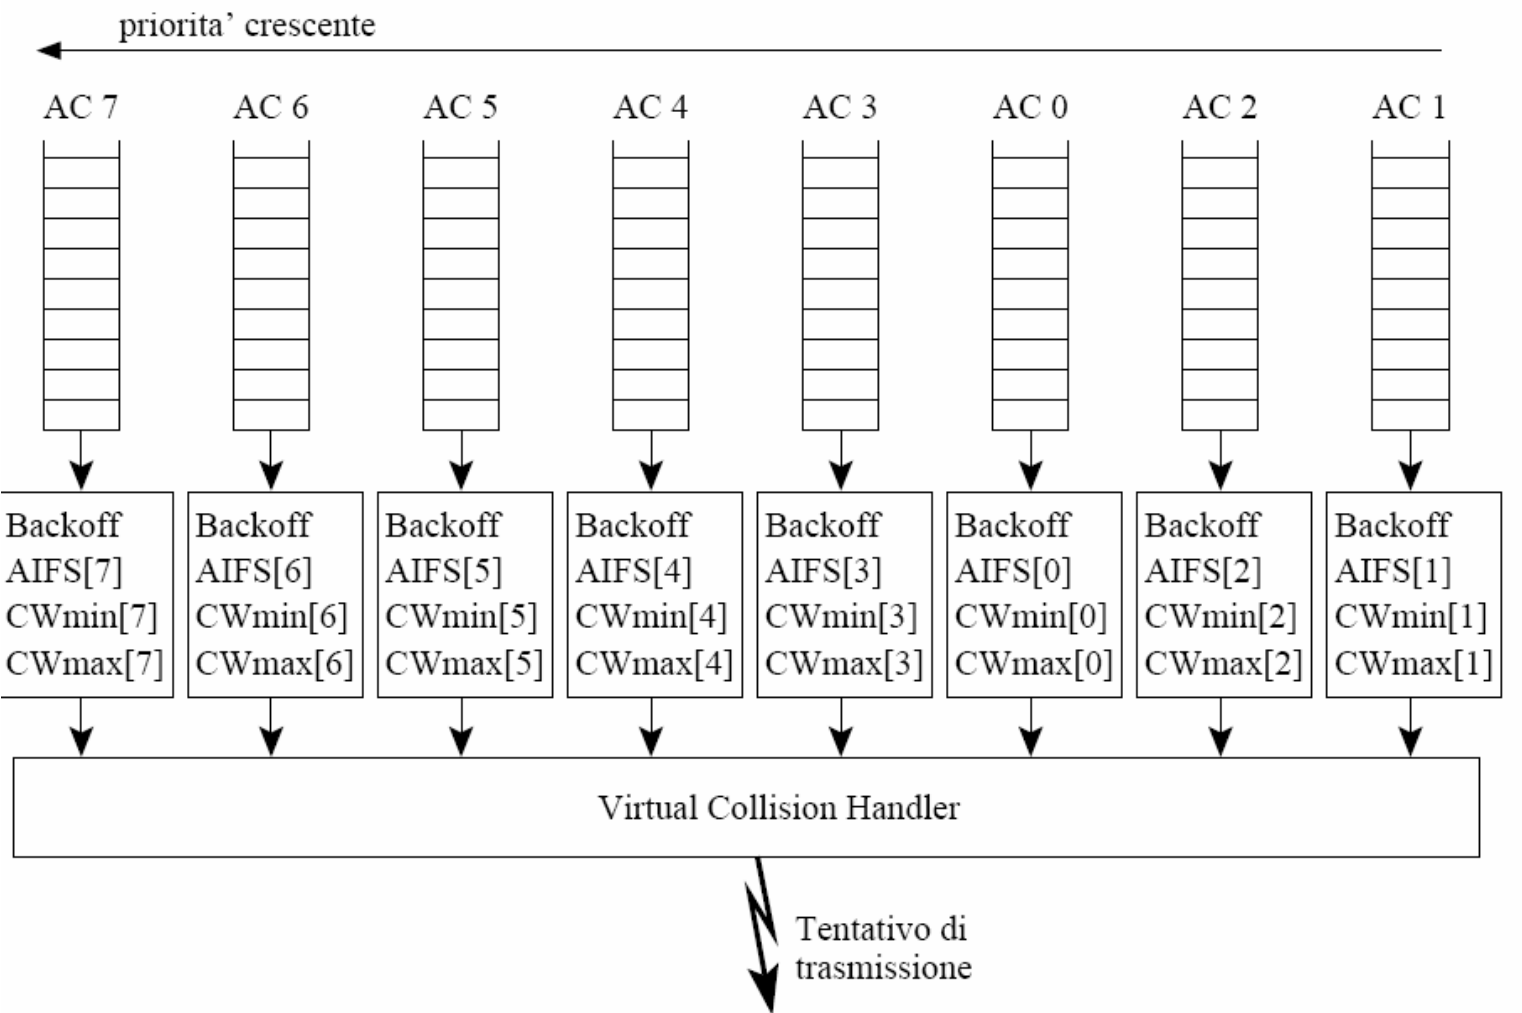 priorita’ crescente
AC 7 AC 6 AC 5 AC 4 AC 3 AC 0 AC 2 AC 1
Backoff Backoff Backoff Backoff Backoff Backoff Backoff Backoff
AIFS[7] AIFS[6] AIFS[5] AIFS[4] AIFS[3] AIFS[0] AIFS[2] AIFS[1]
CWmin[7] CWmin[6] CWmin[5] CWmin[4] CWmin[3] CWmin[0] CWmin[2] CWmin[1]
CWmax[7] CWmax[6] CWmax[5] CWmax[4] CWmax[3] CWmax[0] CWmax[2] CWmax[1]
Virtual Collision Handler
Tentativo di
trasmissione